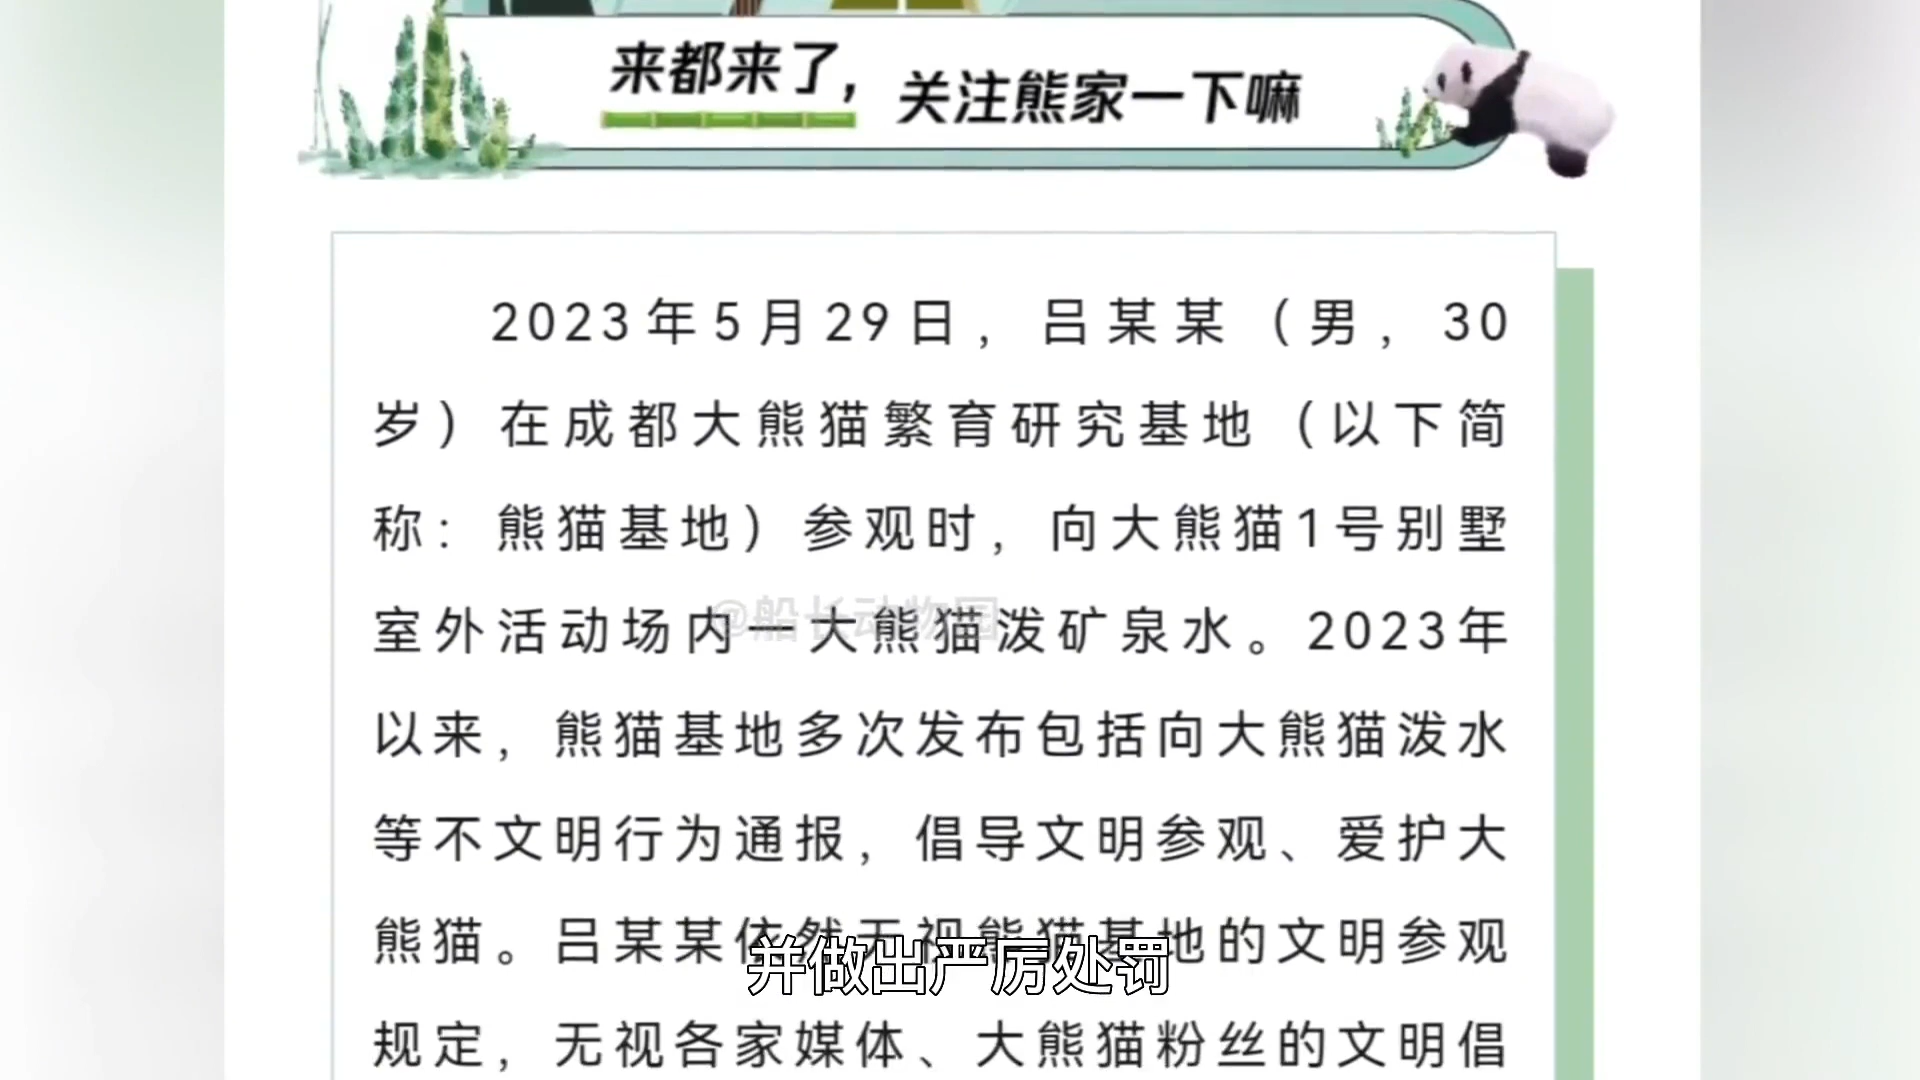 来都来了，关注熊家一下嘛
2023年5月29日，吕某某（男，30
岁）在成都大熊猫繁育研究基地（以下简
称：熊猫基地）参观时，向大熊猫1号别墅
室外活动场内一大熊猫泼矿泉水。2023年
@船长动物园
以来，熊猫基地多次发布包括向大熊猫泼水
等不文明行为通报，倡导文明参观、爱护大
熊猫。吕某某依然无视熊猫基地的文明参观
并做出严厉处罚
规定，无视各家媒体、大熊猫粉丝的文明倡